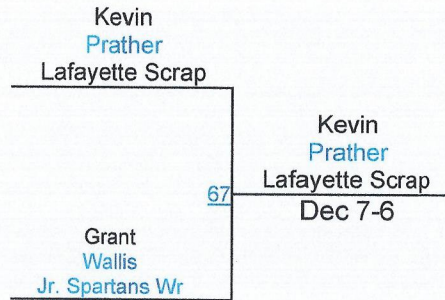 Kevin
Prather
Lafayette Scrap
67
Kevin
Prather
Lafayette Scrap
Dec 7-6
Grant
Wallis
Jr. Spartans Wr